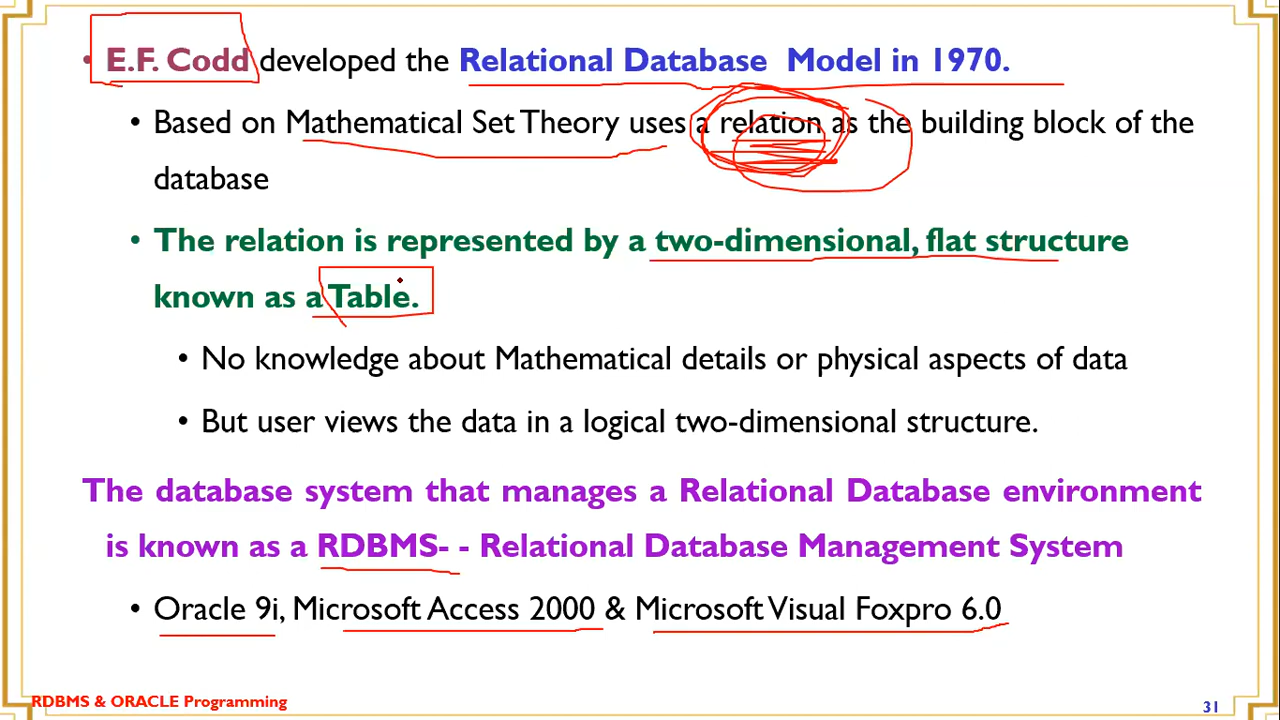 • E.F. Codd developed the Relational Database Model in 1970.
• Based on Mathematical Set Theory uses a relation as the building block of the
database
• The relation is represented by a two-dimensional, flat structure
known as a Table.
• No knowledge about Mathematical details or physical aspects of data
• But user views the data in a logical two-dimensional structure.
The database system that manages a Relational Database environment
is known as a RDBMS- - Relational Database Management System
• Oracle 9i, Microsoft Access 2000 & Microsoft Visual Foxpro 6.0
RDBMS & ORACLE Programming
31